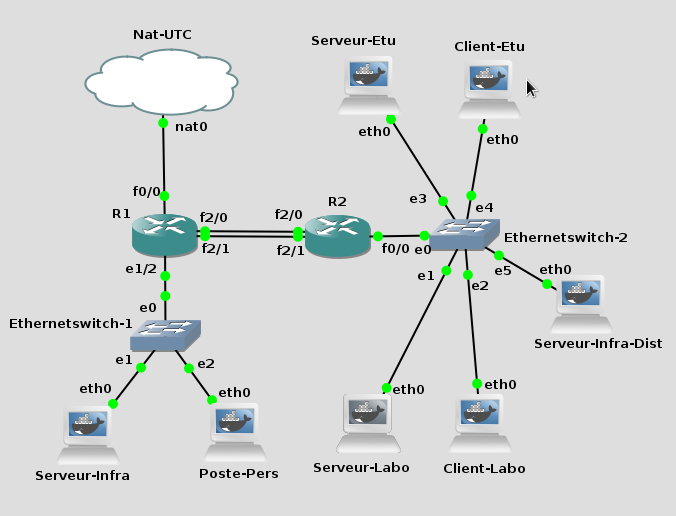 Nat-UTC
Serveur-Etu
Client-Etu
nat0
eth0
eth0
f0/0
e3
e4
R1
f2/0
f2/0
R2
f2/1
f2/1
f0/0
e0
Ethernetswitch-2
e1/2
e1
e2
e5
eth0
e0
Ethernetswitch-1
Serveur-Infra-Dist
e1
e2
eth0
eth0
eth0
eth0
Serveur-Infra
Poste-Pers
Serveur-Labo
Client-Labo